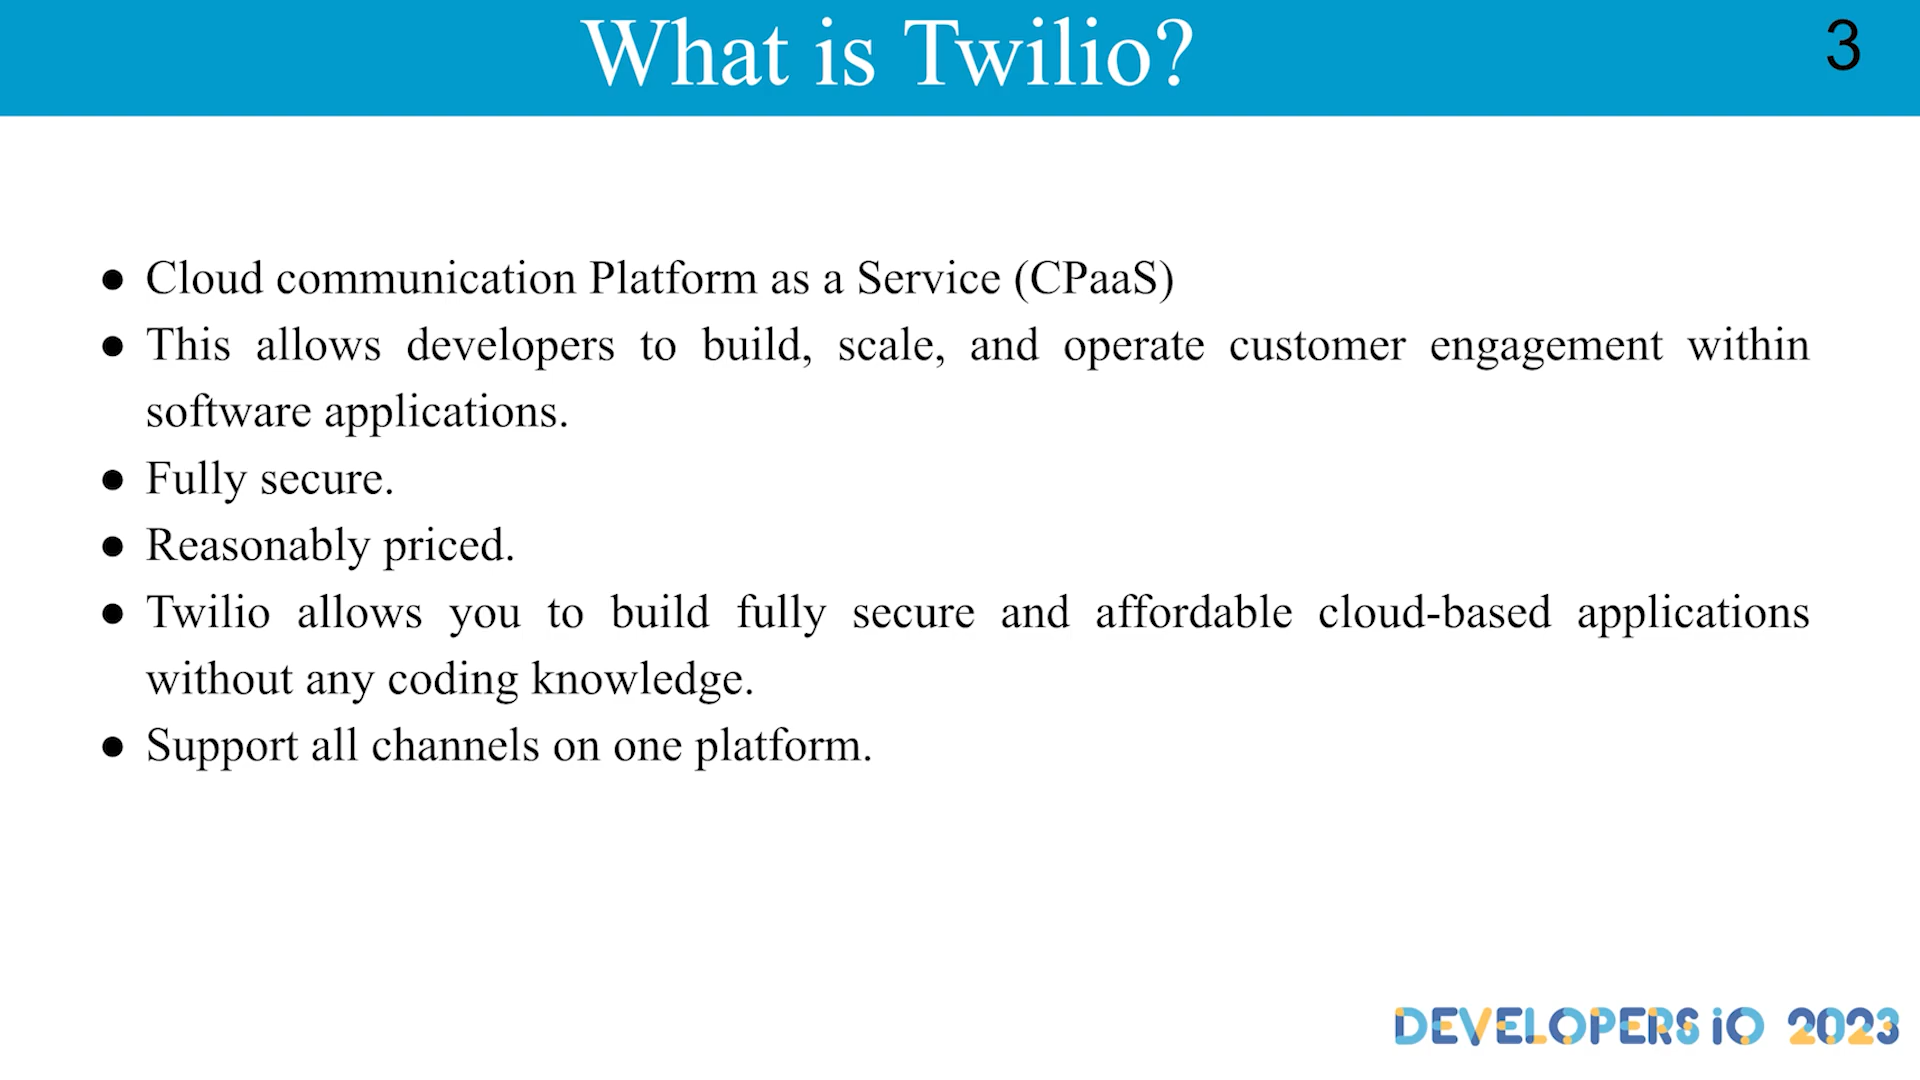 What is Twilio?
3
● Cloud communication Platform as a Service (CPaaS)
● This allows developers to build, scale, and operate customer engagement within
software applications.
● Fully secure.
● Reasonably priced.
● Twilio allows you to build fully secure and affordable cloud-based applications
without any coding knowledge.
● Support all channels on one platform.
DEVELOPERS iO 2023